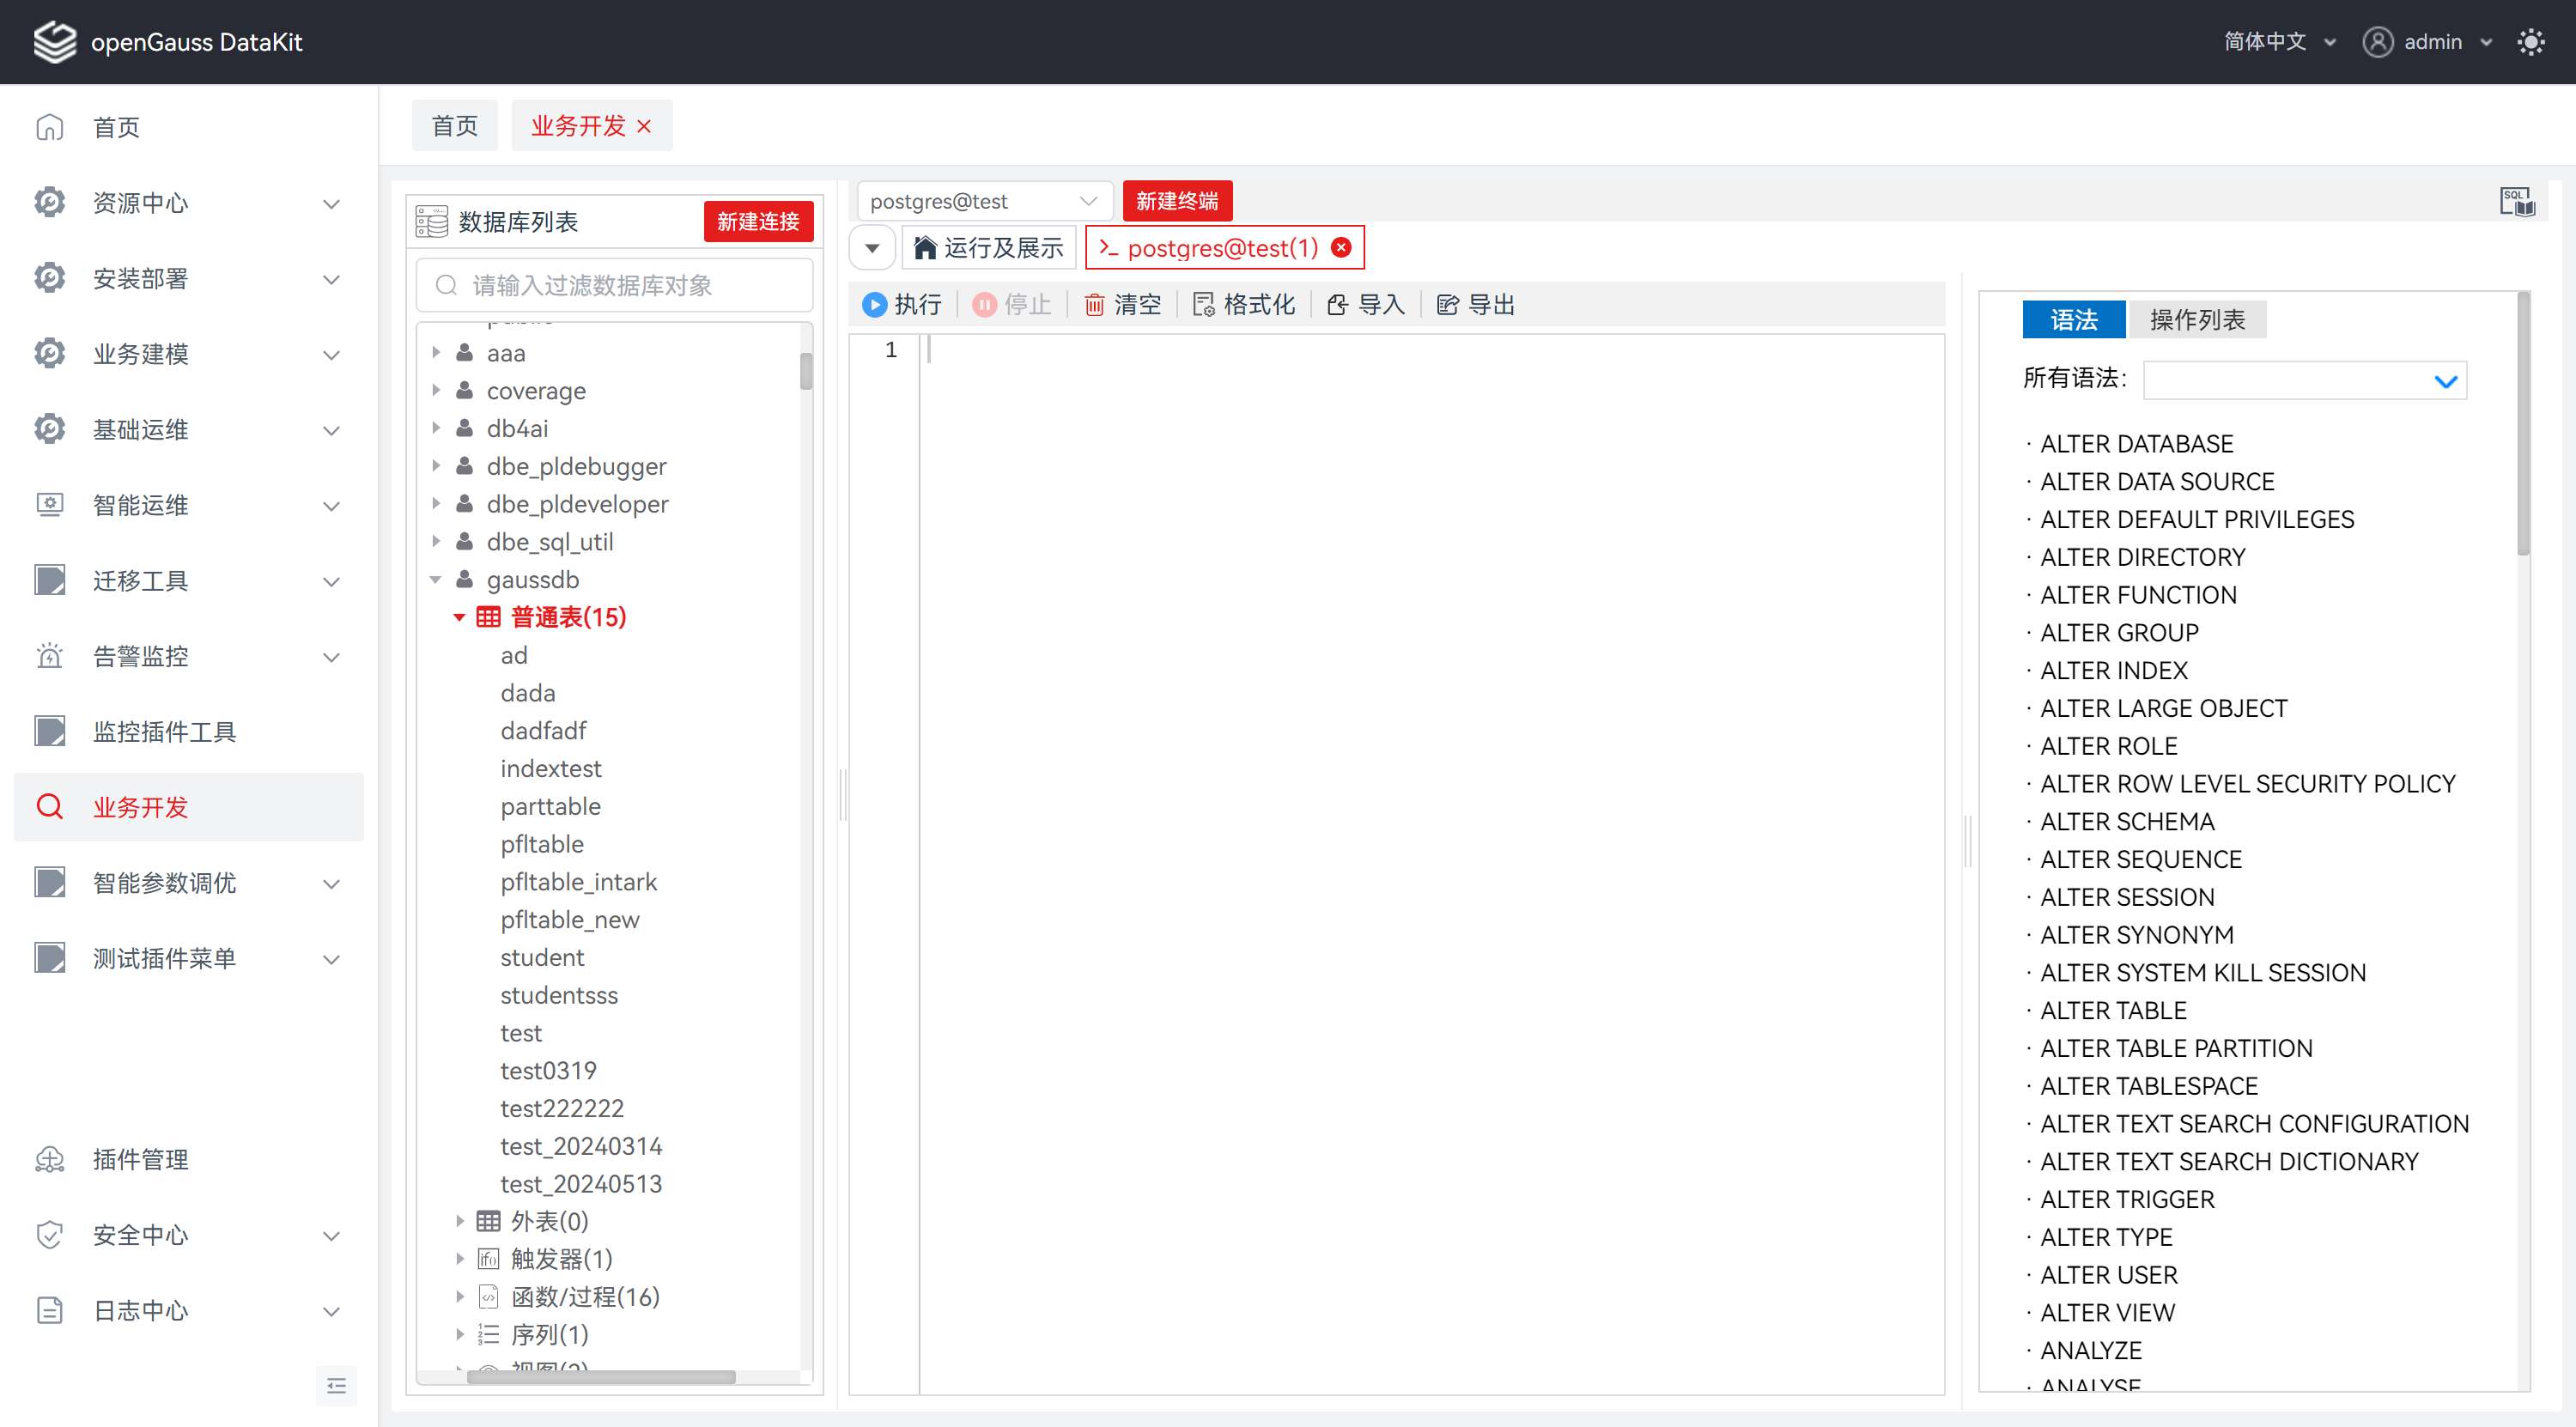 openGauss DataKit
简体中文
admin
首页
资源中心
安装部署
业务建模
基础运维
智能运维
迁移工具
告警监控
监控插件工具
业务开发
智能参数调优
测试插件菜单
插件管理
安全中心
日志中心
首页
业务开发
数据库列表
新建连接
请输入过滤数据库对象
aaa
coverage
db4ai
dbe_pldebugger
dbe_pldeveloper
dbe_sql_util
gaussdb
普通表(15)
ad
dada
dadfadf
indextest
parttable
pfltable
pfltable_intark
pfltable_new
student
studentsss
test
test0319
test222222
test_20240314
test_20240513
外表(0)
触发器(1)
函数/过程(16)
序列(1)
postgres@test
新建终端
SQL
运行及展示
postgres@test(1)
执行
停止
清空
格式化
导入
导出
1
语法
操作列表
所有语法:
· ALTER DATABASE
· ALTER DATA SOURCE
· ALTER DEFAULT PRIVILEGES
· ALTER DIRECTORY
· ALTER FUNCTION
· ALTER GROUP
· ALTER INDEX
· ALTER LARGE OBJECT
· ALTER ROLE
· ALTER ROW LEVEL SECURITY POLICY
· ALTER SCHEMA
· ALTER SEQUENCE
· ALTER SESSION
· ALTER SYNONYM
· ALTER SYSTEM KILL SESSION
· ALTER TABLE
· ALTER TABLE PARTITION
· ALTER TABLESPACE
· ALTER TEXT SEARCH CONFIGURATION
· ALTER TEXT SEARCH DICTIONARY
· ALTER TRIGGER
· ALTER TYPE
· ALTER USER
· ALTER VIEW
· ANALYZE
· ANALYSE